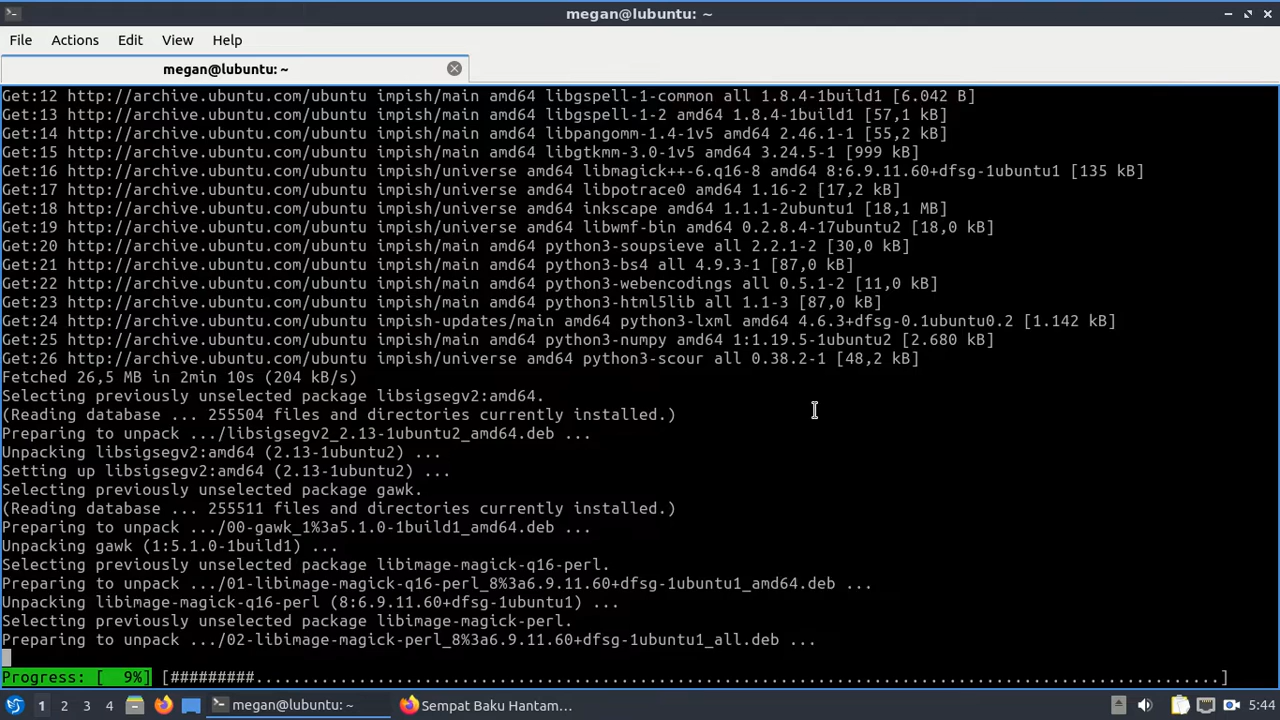 megan@lubuntu: ~
File Actions Edit View Help
megan@lubuntu: ~
Get:12 http://archive.ubuntu.com/ubuntu impish/main amd64 libgspell-1-common all 1.8.4-1build1 [6.042 B]
Get:13 http://archive.ubuntu.com/ubuntu impish/main amd64 libgspell-1-2 amd64 1.8.4-1build1 [57,1 kB]
Get:14 http://archive.ubuntu.com/ubuntu impish/main amd64 libpangomm-1.4-1v5 amd64 2.46.1-1 [55,2 kB]
Get:15 http://archive.ubuntu.com/ubuntu impish/main amd64 libgtkmm-3.0-1v5 amd64 3.24.5-1 [999 kB]
Get:16 http://archive.ubuntu.com/ubuntu impish/universe amd64 libmagick++-6.q16-8 amd64 8:6.9.11.60+dfsg-1ubuntu1 [135 kB]
Get:17 http://archive.ubuntu.com/ubuntu impish/main amd64 libpotrace0 amd64 1.16-2 [17,2 kB]
Get:18 http://archive.ubuntu.com/ubuntu impish/universe amd64 inkscape amd64 1.1.1-2ubuntu1 [18,1 MB]
Get:19 http://archive.ubuntu.com/ubuntu impish/universe amd64 libwmf-bin amd64 0.2.8.4-17ubuntu2 [18,0 kB]
Get:20 http://archive.ubuntu.com/ubuntu impish/main amd64 python3-soupsieve all 2.2.1-2 [30,0 kB]
Get:21 http://archive.ubuntu.com/ubuntu impish/main amd64 python3-bs4 all 4.9.3-1 [87,0 kB]
Get:22 http://archive.ubuntu.com/ubuntu impish/main amd64 python3-webencodings all 0.5.1-2 [11,0 kB]
Get:23 http://archive.ubuntu.com/ubuntu impish/main amd64 python3-html5lib all 1.1-3 [87,0 kB]
Get:24 http://archive.ubuntu.com/ubuntu impish-updates/main amd64 python3-lxml amd64 4.6.3+dfsg-0.1ubuntu0.2 [1.142 kB]
Get:25 http://archive.ubuntu.com/ubuntu impish/main amd64 python3-numpy amd64 1:1.19.5-1ubuntu2 [2.680 kB]
Get:26 http://archive.ubuntu.com/ubuntu impish/universe amd64 python3-scour all 0.38.2-1 [48,2 kB]
Fetched 26,5 MB in 2min 10s (204 kB/s)
Selecting previously unselected package libsigsegv2:amd64.
(Reading database ... 255504 files and directories currently installed.)
Preparing to unpack .../libsigsegv2_2.13-1ubuntu2_amd64.deb ...
Unpacking libsigsegv2:amd64 (2.13-1ubuntu2) ...
Setting up libsigsegv2:amd64 (2.13-1ubuntu2) ...
Selecting previously unselected package gawk.
(Reading database ... 255511 files and directories currently installed.)
Preparing to unpack .../00-gawk_1%3a5.1.0-1build1_amd64.deb ...
Unpacking gawk (1:5.1.0-1build1) ...
Selecting previously unselected package libimage-magick-q16-perl.
Preparing to unpack .../01-libimage-magick-q16-perl_8%3a6.9.11.60+dfsg-1ubuntu1_amd64.deb ...
Unpacking libimage-magick-q16-perl (8:6.9.11.60+dfsg-1ubuntu1) ...
Selecting previously unselected package libimage-magick-perl.
Preparing to unpack .../02-libimage-magick-perl_8%3a6.9.11.60+dfsg-1ubuntu1_all.deb ...
Progress: [  9%] [#########.......................................................................................................]
1 2 3 4 megan@lubuntu: ~ Sempat Baku Hantam... 5:44